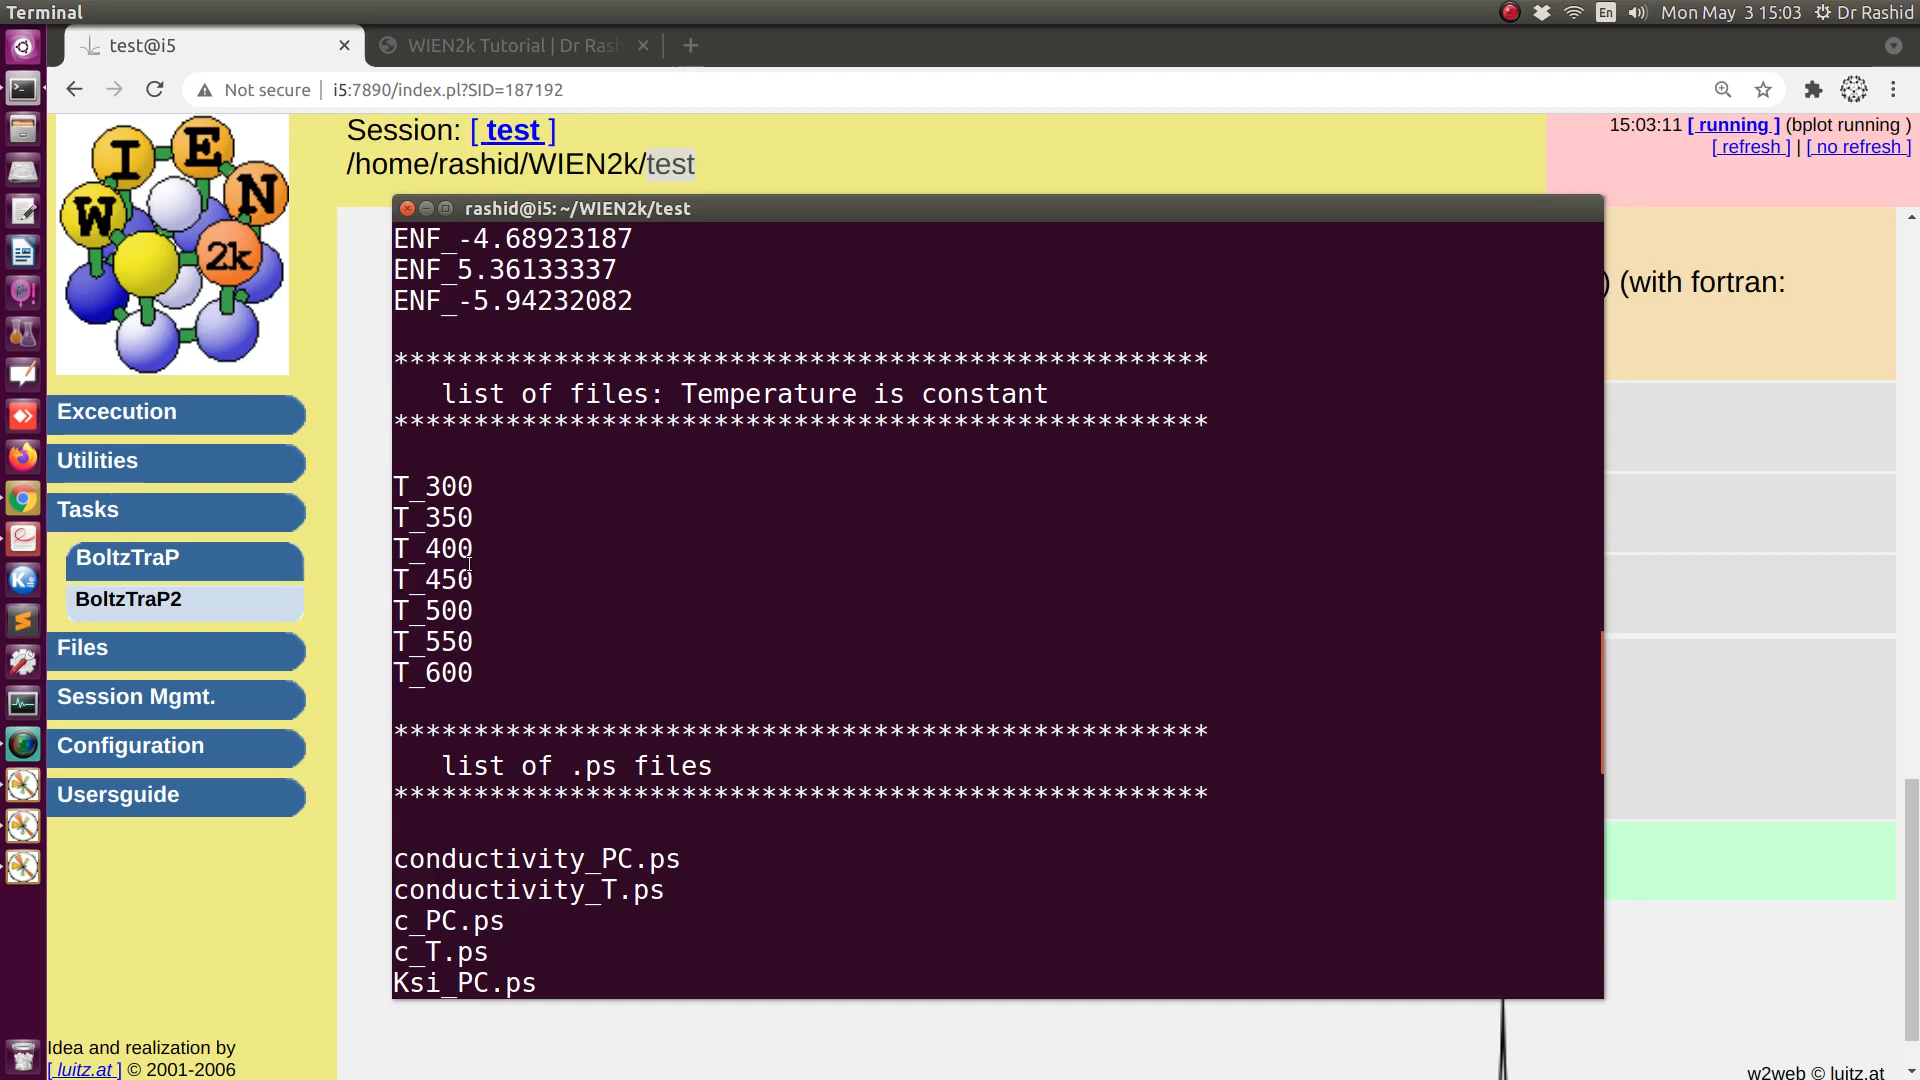 Terminal
En
Mon May 3 15:03
Dr Rashid
test@i5
WIEN2k Tutorial | Dr Rash
Not secure
i5:7890/index.pl?SID=187192
W I E N 2k
Session: [ test ]
/home/rashid/WIEN2k/test
15:03:11 [ running ] (bplot running )
[ refresh ] | [ no refresh ]
) (with fortran:
Excecution
Utilities
Tasks
BoltzTraP
BoltzTraP2
Files
Session Mgmt.
Configuration
Usersguide
Idea and realization by
[ luitz.at ] © 2001-2006
rashid@i5: ~/WIEN2k/test
ENF_-4.68923187
ENF_5.36133337
ENF_-5.94232082
***************************************************
list of files: Temperature is constant
***************************************************
T_300
T_350
T_400
T_450
T_500
T_550
T_600
***************************************************
list of .ps files
***************************************************
conductivity_PC.ps
conductivity_T.ps
c_PC.ps
c_T.ps
Ksi_PC.ps
w2web © luitz.at